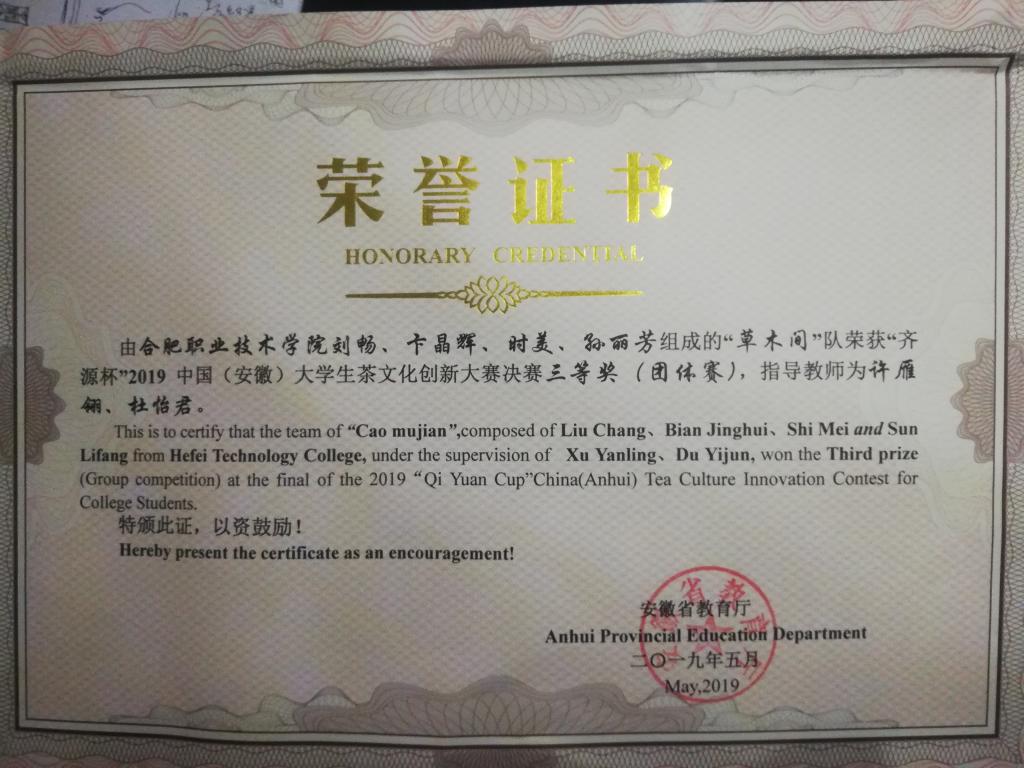 荣誉证书
HONORARY CREDENTIAL
由合肥职业技术学院刘畅、卞晶辉、时美、孙丽芳组成的“草木间”队荣获“齐
源杯”2019 中国（安徽）大学生茶文化创新大赛决赛三等奖（团体赛），指导教师为许雁
翎、杜怡君。
This is to certify that the team of “Cao mujian”,composed of Liu Chang、Bian Jinghui、Shi Mei and Sun
Lifang from Hefei Technology College, under the supervision of Xu Yanling、Du Yijun, won the Third prize
(Group competition) at the final of the 2019 “Qi Yuan Cup”China(Anhui) Tea Culture Innovation Contest for
College Students.
特颁此证，以资鼓励！
Hereby present the certificate as an encouragement!
安徽省教育厅
Anhui Provincial Education Department
二〇一九年五月
May,2019
安徽省教育厅